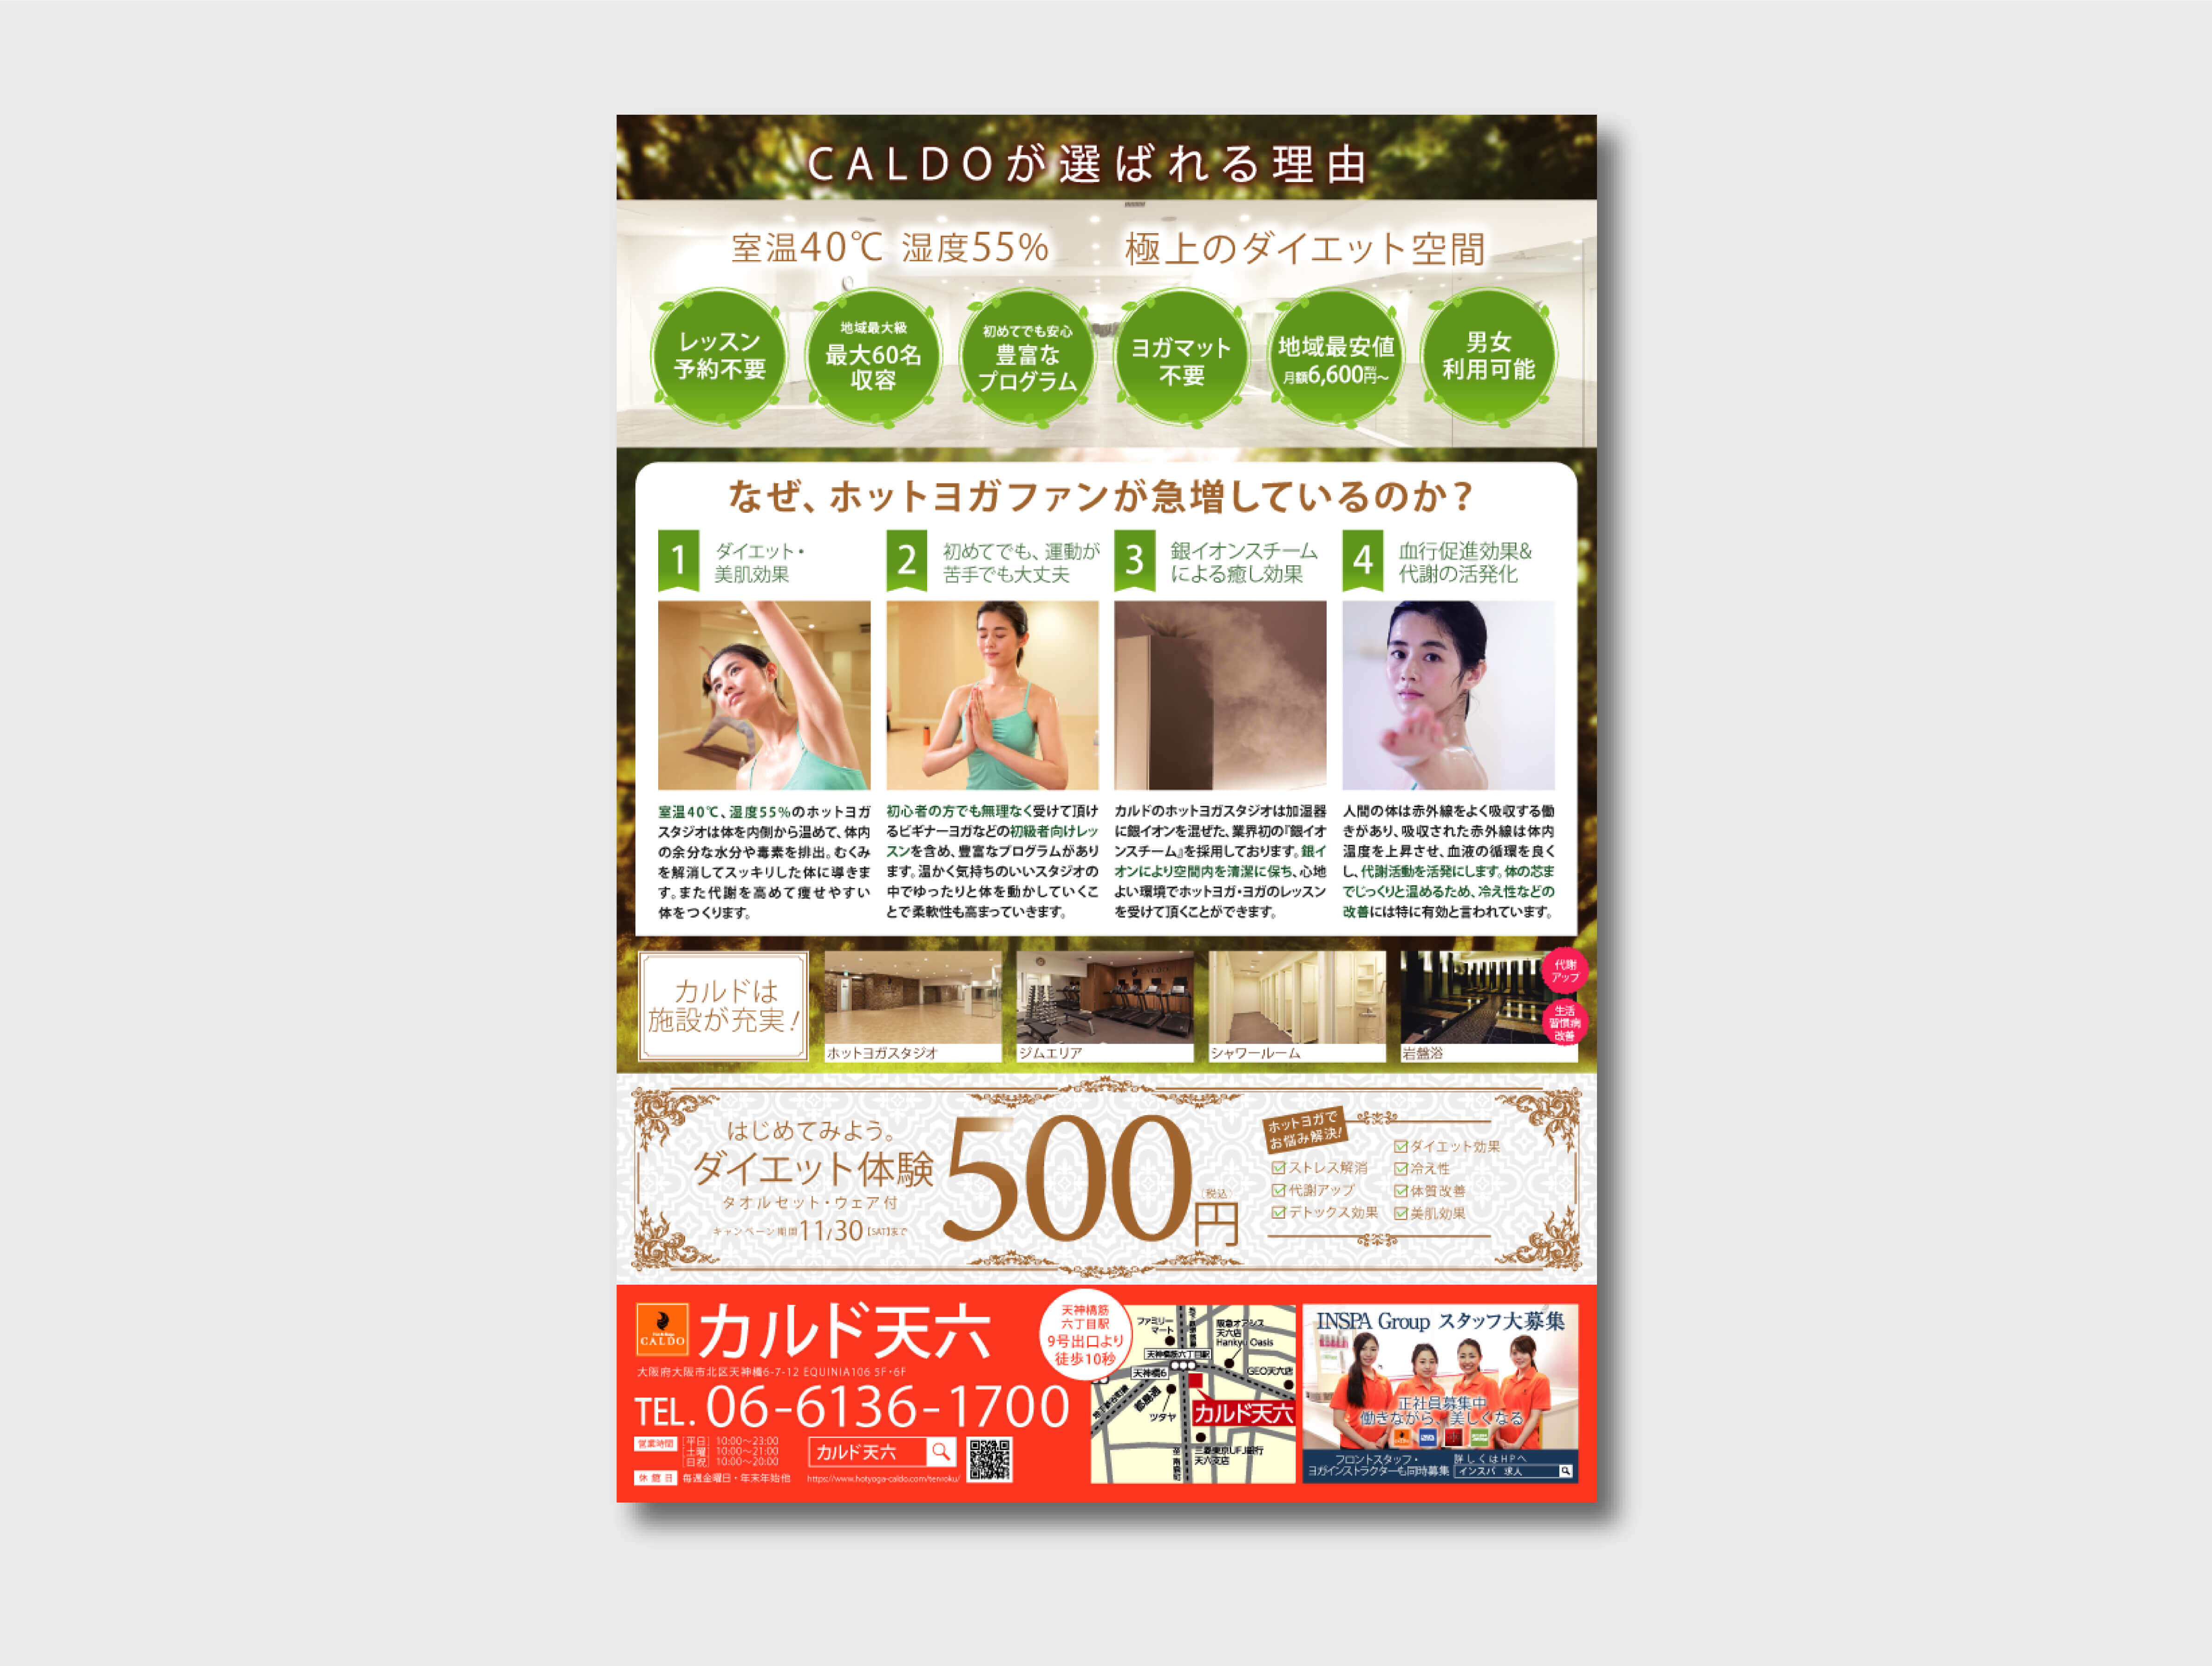 CALDOが選ばれる理由
室温40℃ 湿度55%
極上のダイエット空間
レッスン
予約不要
地域最大級
最大60名
収容
初めてでも安心
豊富な
プログラム
ヨガマット
不要
地域最安値
月額6,600円~
男女
利用可能
なぜ、ホットヨガファンが急増しているのか?
1
ダイエット・
美肌効果
室温40℃、湿度55%のホットヨガ
スタジオは体を内側から温めて、体内
の余分な水分や毒素を排出。むくみ
を解消してスッキリした体に導きま
す。また代謝を高めて痩せやすい
体をつくります。
2
初めてでも、運動が
苦手でも大丈夫
初心者の方でも無理なく受けて頂け
るビギナーヨガなどの初級者向けレッ
スンを含め、豊富なプログラムがあり
ます。温かく気持ちのいいスタジオの
中でゆったりと体を動かしていくこ
とで柔軟性も高まっていきます。
3
銀イオンスチーム
による癒し効果
カルドのホットヨガスタジオは加湿器
に銀イオンを混ぜた、業界初の『銀イオ
ンスチーム』を採用しております。銀イ
オンにより空間内を清潔に保ち、心地
よい環境でホットヨガ・ヨガのレッスン
を受けて頂くことができます。
4
血行促進効果&
代謝の活発化
人間の体は赤外線をよく吸収する働
きがあり、吸収された赤外線は体内
温度を上昇させ、血液の循環を良く
し、代謝活動を活発にします。体の芯ま
でじっくりと温めるため、冷え性などの
改善には特に有効と言われています。
カルドは
施設が充実!
ホットヨガスタジオ
ジムエリア
シャワールーム
岩盤浴
代謝
アップ
生活
習慣病
改善
はじめてみよう。
ダイエット体験
タオルセット・ウェア付
キャンペーン期間11/30[SAT]まで
500円
(税込)
ホットヨガで
お悩み解決!
ストレス解消
代謝アップ
デトックス効果
ダイエット効果
冷え性
体質改善
美肌効果
CALDO
カルド天六
大阪府大阪市北区天神橋6-7-12 EQUINIA106 5F・6F
TEL. 06-6136-1700
営業時間
平日 10:00~23:00
土曜 10:00~21:00
日祝 10:00~20:00
休館日 毎週金曜日・年末年始他
カルド天六
https://www.hotyoga-caldo.com/tenroku/
天神橋筋
六丁目駅
9号出口より
徒歩10秒
ファミリー
マート
阪急オアシス
天六店
Hankyu Oasis
天神橋筋六丁目駅
天神橋6
GEO天六店
都島通
ツタヤ
カルド天六
三菱東京UFJ銀行
天六支店
INSPA Group スタッフ大募集
正社員募集中
働きながら、美しくなる
フロントスタッフ・
ヨガインストラクターも同時募集
詳しくはHPへ
インスパ 求人